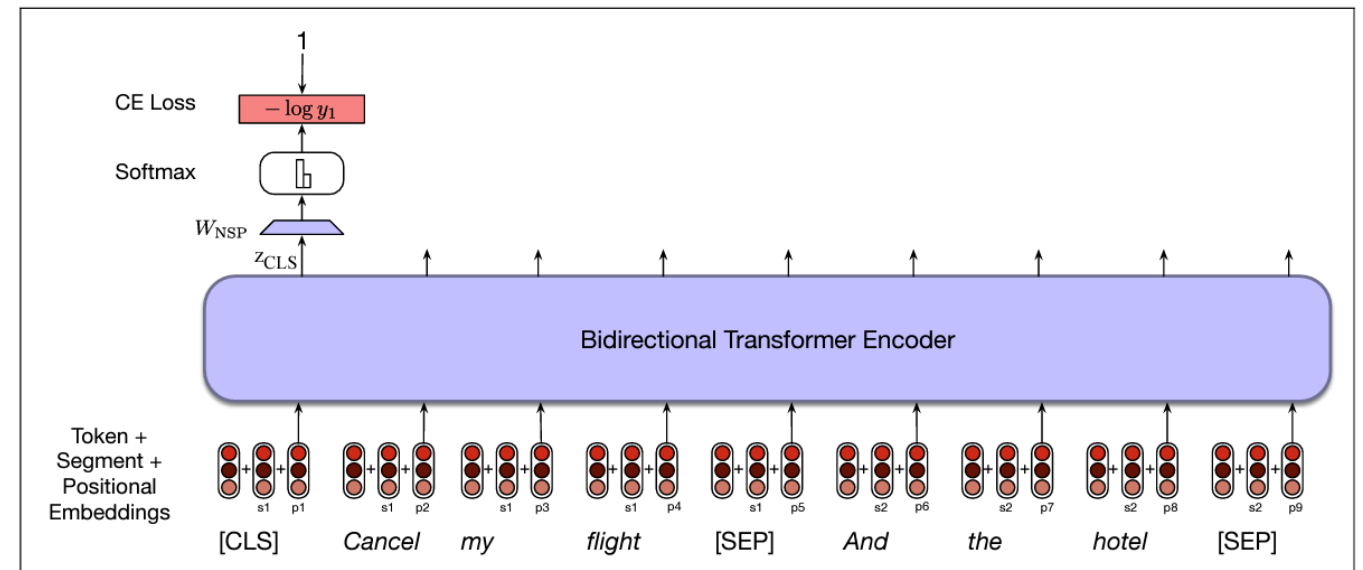 1
CE Loss
− log y₁
Softmax
W_NSP
z_CLS
Bidirectional Transformer Encoder
Token +
Segment +
Positional
Embeddings
+ + + + + + + + + + + + + + + + + +
s1 p1 s1 p2 s1 p3 s1 p4 s1 p5 s2 p6 s2 p7 s2 p8 s2 p9
[CLS] Cancel my flight [SEP] And the hotel [SEP]